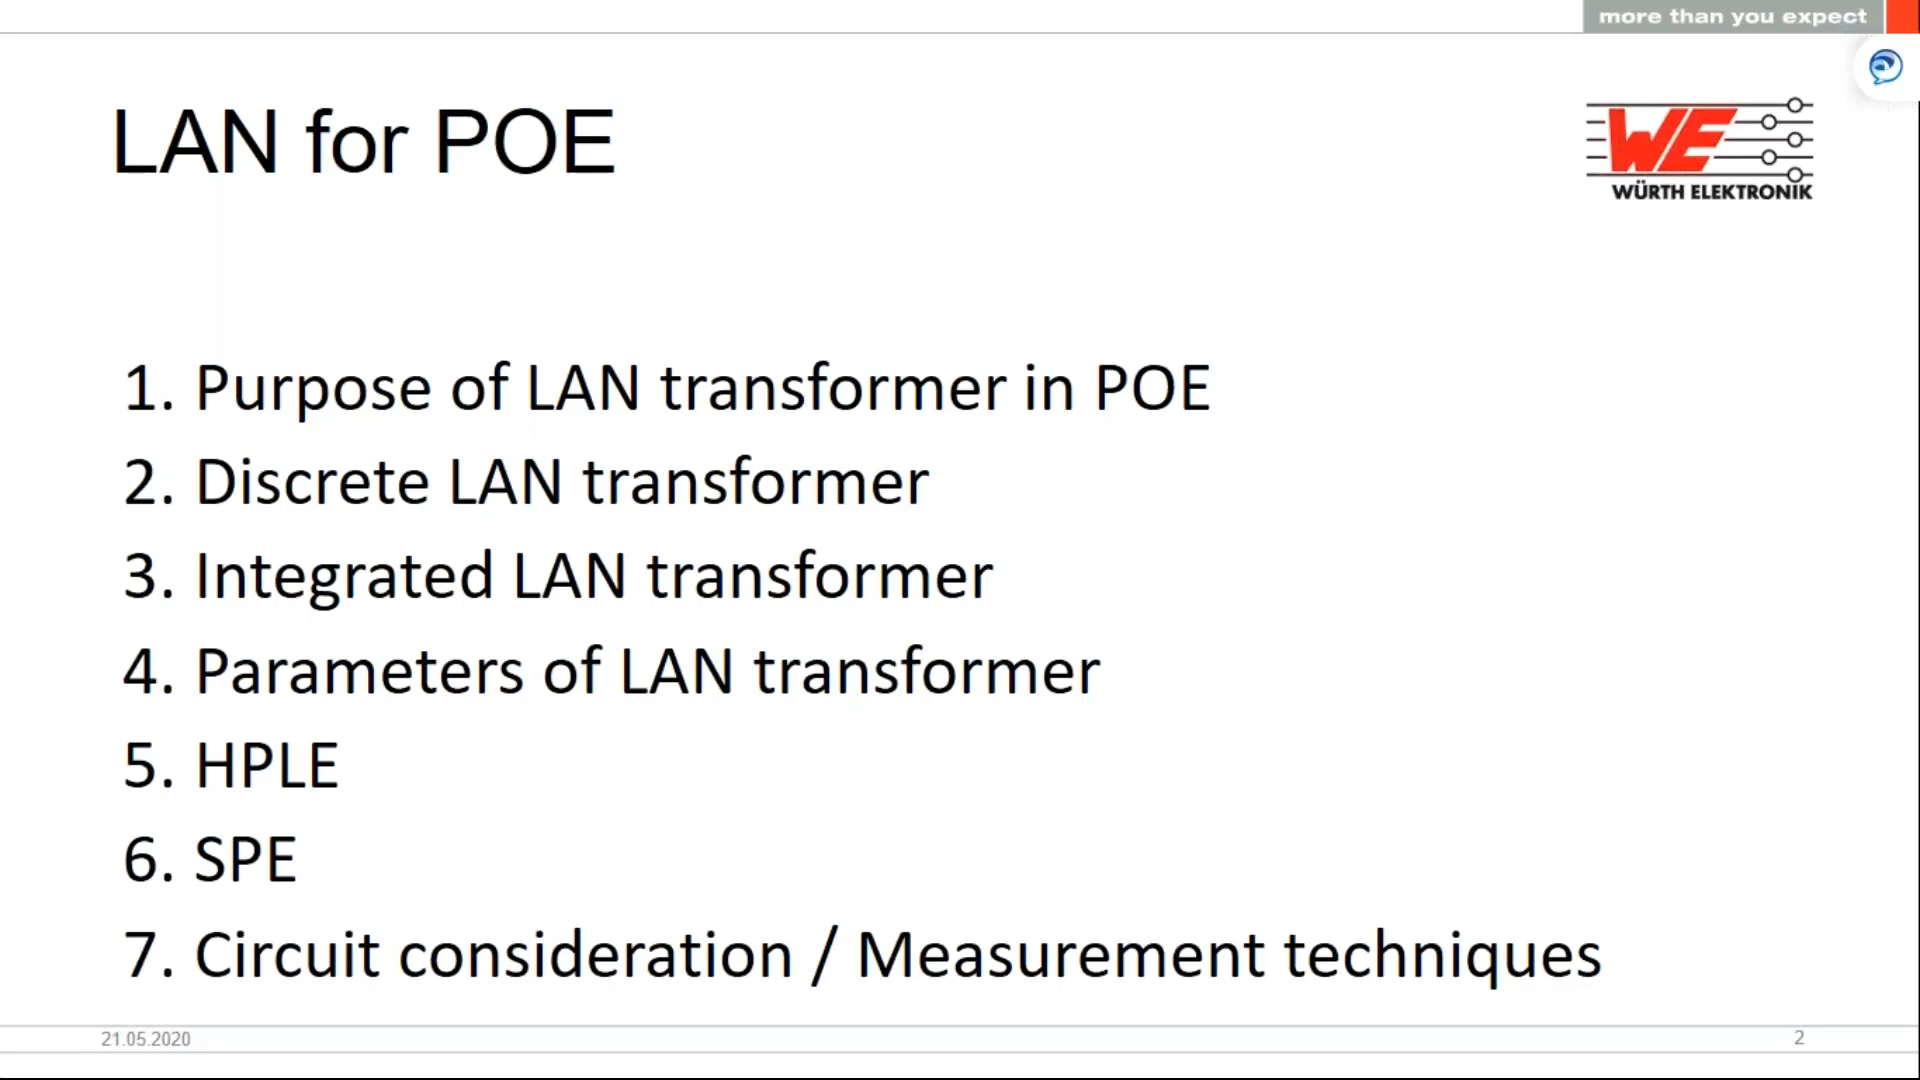 more than you expect
LAN for POE
WE
WÜRTH ELEKTRONIK
1. Purpose of LAN transformer in POE
2. Discrete LAN transformer
3. Integrated LAN transformer
4. Parameters of LAN transformer
5. HPLE
6. SPE
7. Circuit consideration / Measurement techniques
21.05.2020
2